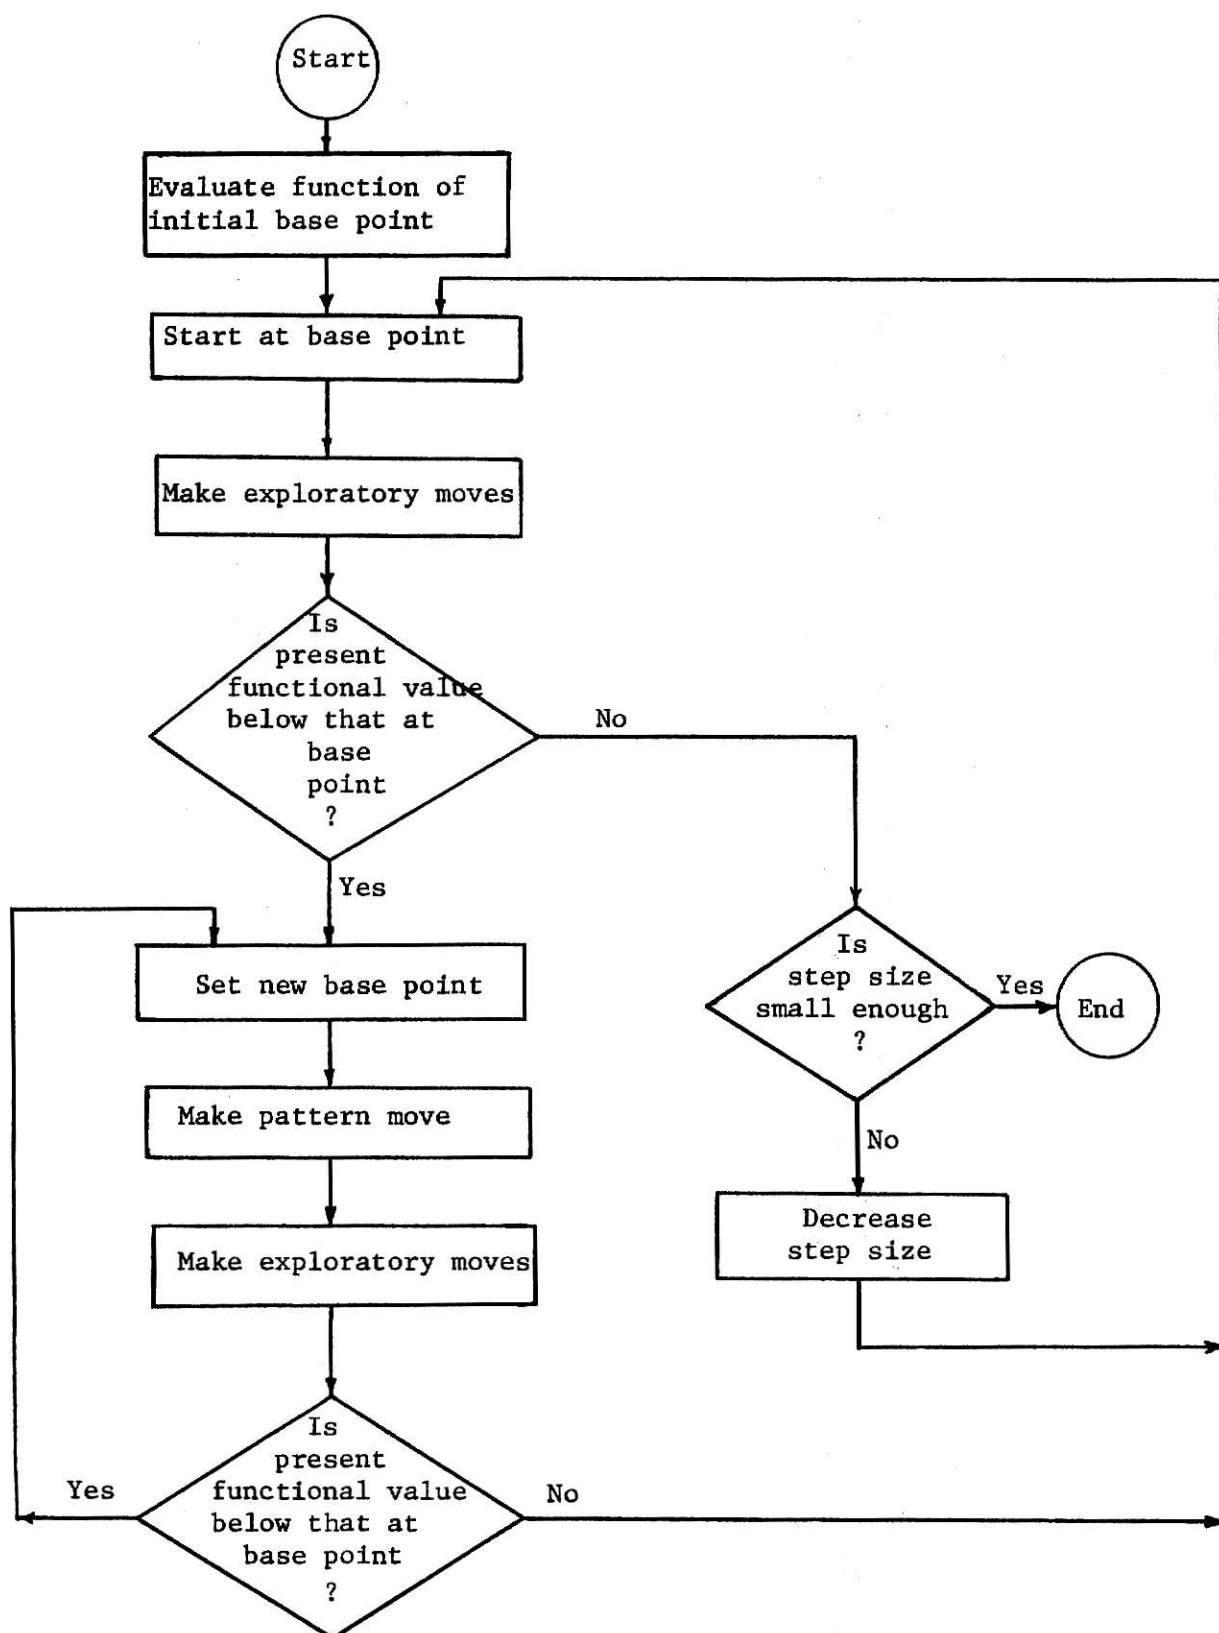 Start
Evaluate function of
initial base point
Start at base point
Make exploratory moves
Is
present
functional value
below that at
base
point
?
No
Yes
Set new base point
Is
step size
small enough
?
Yes
End
Make pattern move
No
Make exploratory moves
Decrease
step size
Is
present
functional value
below that at
base point
?
Yes
No